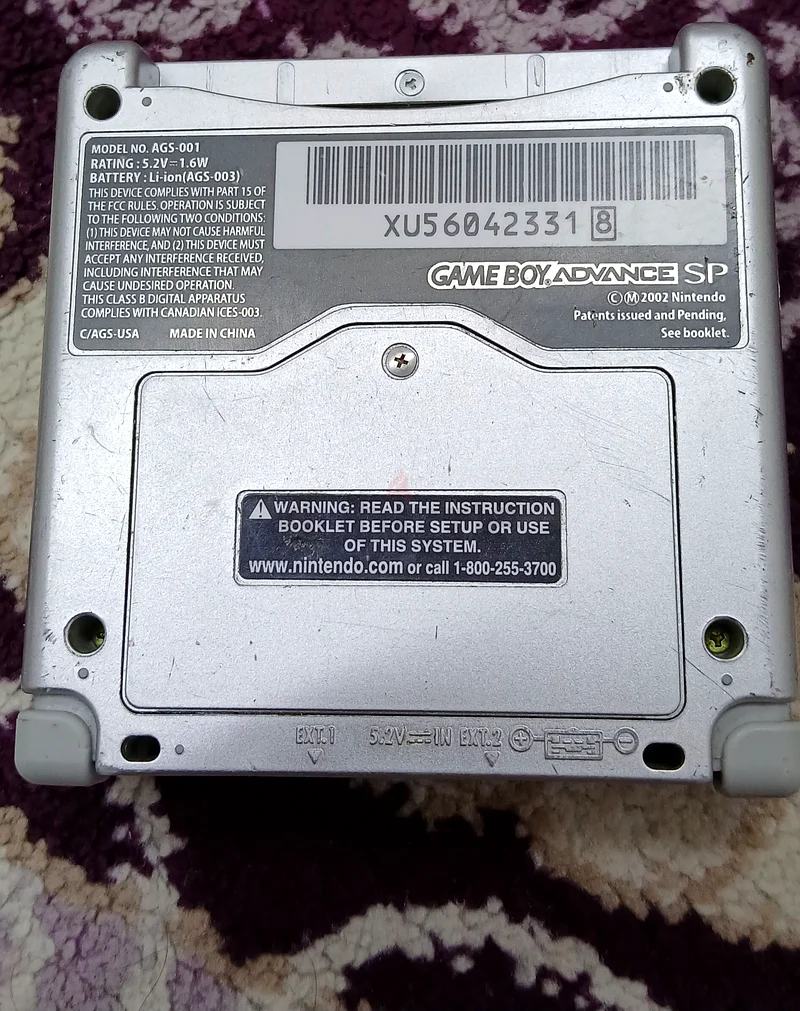 MODEL NO. AGS-001
RATING : 5.2V⎓1.6W
BATTERY : Li-ion(AGS-003)
THIS DEVICE COMPLIES WITH PART 15 OF
THE FCC RULES. OPERATION IS SUBJECT
TO THE FOLLOWING TWO CONDITIONS:
(1) THIS DEVICE MAY NOT CAUSE HARMFUL
INTERFERENCE, AND (2) THIS DEVICE MUST
ACCEPT ANY INTERFERENCE RECEIVED,
INCLUDING INTERFERENCE THAT MAY
CAUSE UNDESIRED OPERATION.
THIS CLASS B DIGITAL APPARATUS
COMPLIES WITH CANADIAN ICES-003.
C/AGS-USA MADE IN CHINA
XU56042331 8
GAME BOY ADVANCE SP
©Ⓜ2002 Nintendo
Patents issued and Pending,
See booklet.
⚠WARNING: READ THE INSTRUCTION
BOOKLET BEFORE SETUP OR USE
OF THIS SYSTEM.
www.nintendo.com or call 1-800-255-3700
EXT.1 5.2V⎓IN EXT.2